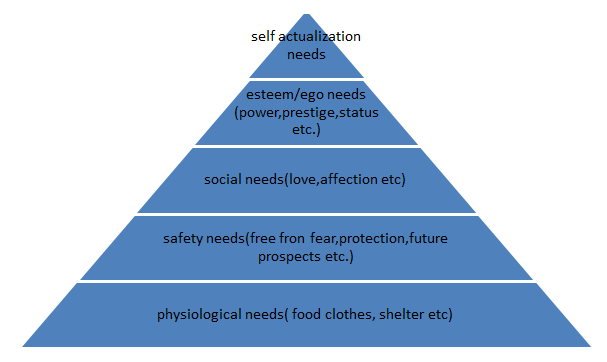 self actualization
needs
esteem/ego needs
(power,prestige,status
etc.)
social needs(love,affection etc)
safety needs(free fron fear,protection,future
prospects etc.)
physiological needs( food clothes, shelter etc)